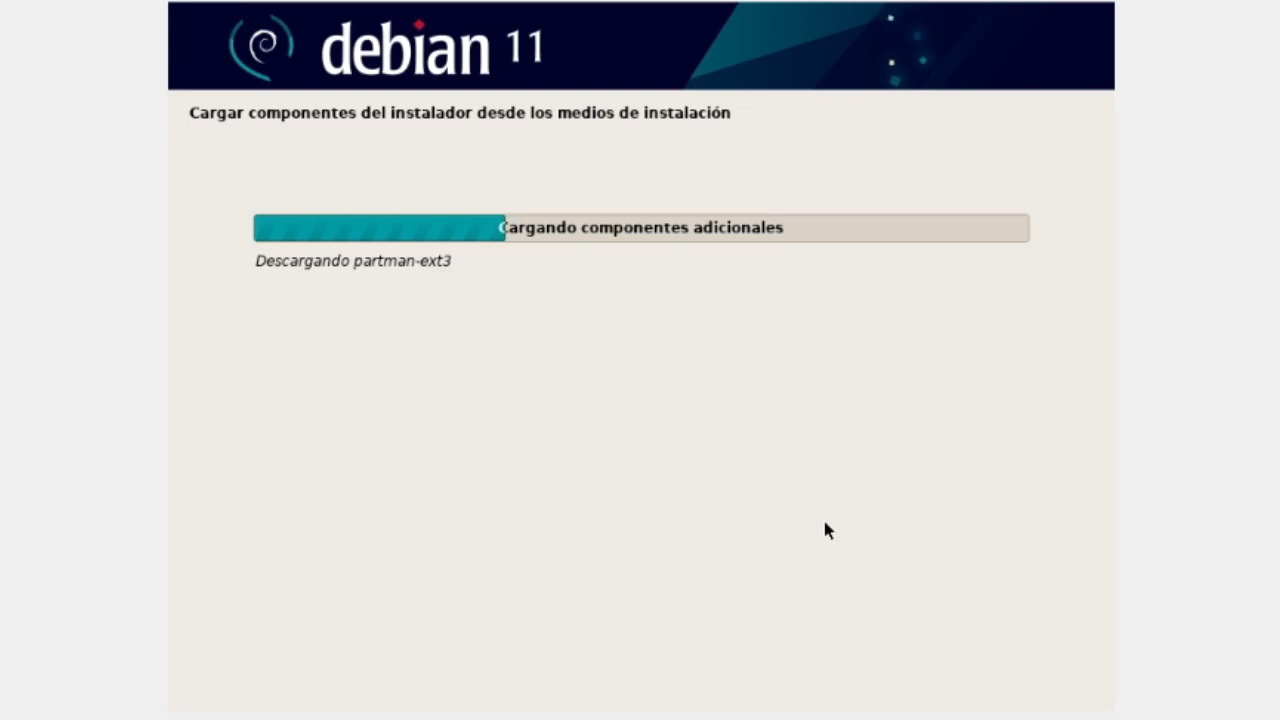 debian 11
Cargar componentes del instalador desde los medios de instalación
Cargando componentes adicionales
Descargando partman-ext3